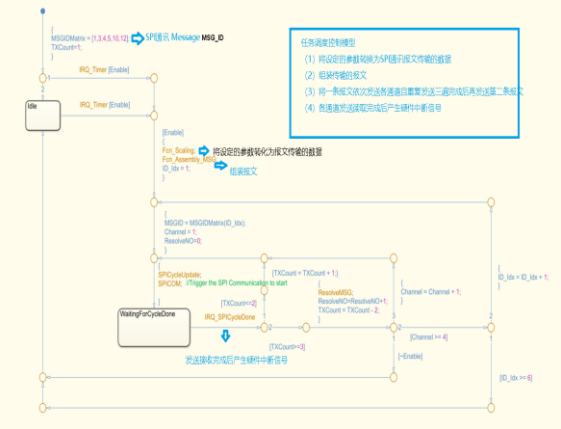 {
MSGIDMatrix = [1,3,4,5,10,12]
TXCount=1;
}
SPI通讯 Message MSG_ID
任务调度控制模型
（1）将设定的参数转换为SPI通讯报文传输的数据
（2）组装传输的报文
（3）将一条报文依次发送各通道且重复发送三遍完成后再发送第二条报文
（4）各通道发送接收完成后产生硬件中断信号
1
IRQ_Timer [Enable]
2
Idle
IRQ_Timer [Enable]
[Enable]
{
Fcn_Scaling;
Fcn_Assembly_MSG
ID_Idx = 1;
}
将设定的参数转化为报文传输的数据
组装报文
{
MSGID = MSGIDMatrix(ID_Idx);
Channel = 1;
ResolveNO=0;
}
{
SPICycleUpdate;
SPICOM; //Trigger the SPI Communication to start
}
{TXCount = TXCount + 1;}
[TXCount<=2]
{
ResolveMSG;
ResolveNO=ResolveNO+1;
TXCount = TXCount - 2;
}
{
Channel = Channel + 1;
}
{
ID_Idx = ID_Idx + 1;
}
WaitingForCycleDone
IRQ_SPICycleDone
1
2
3
2
2
[Channel >= 4]
1
1
发送接收完成后产生硬件中断信号
[TXCount>=3]
[~Enable]
[ID_Idx >= 6]